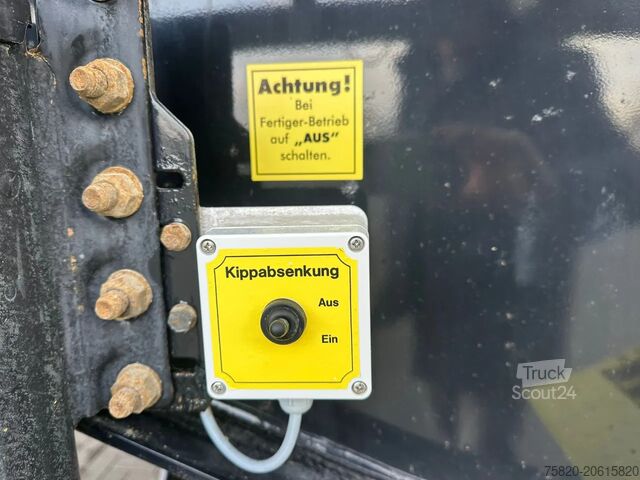 Achtung!
Bei
Fertiger-Betrieb
auf „AUS"
schalten.
Kippabsenkung
Aus
Ein
Truck
Scout24
75820-20615820